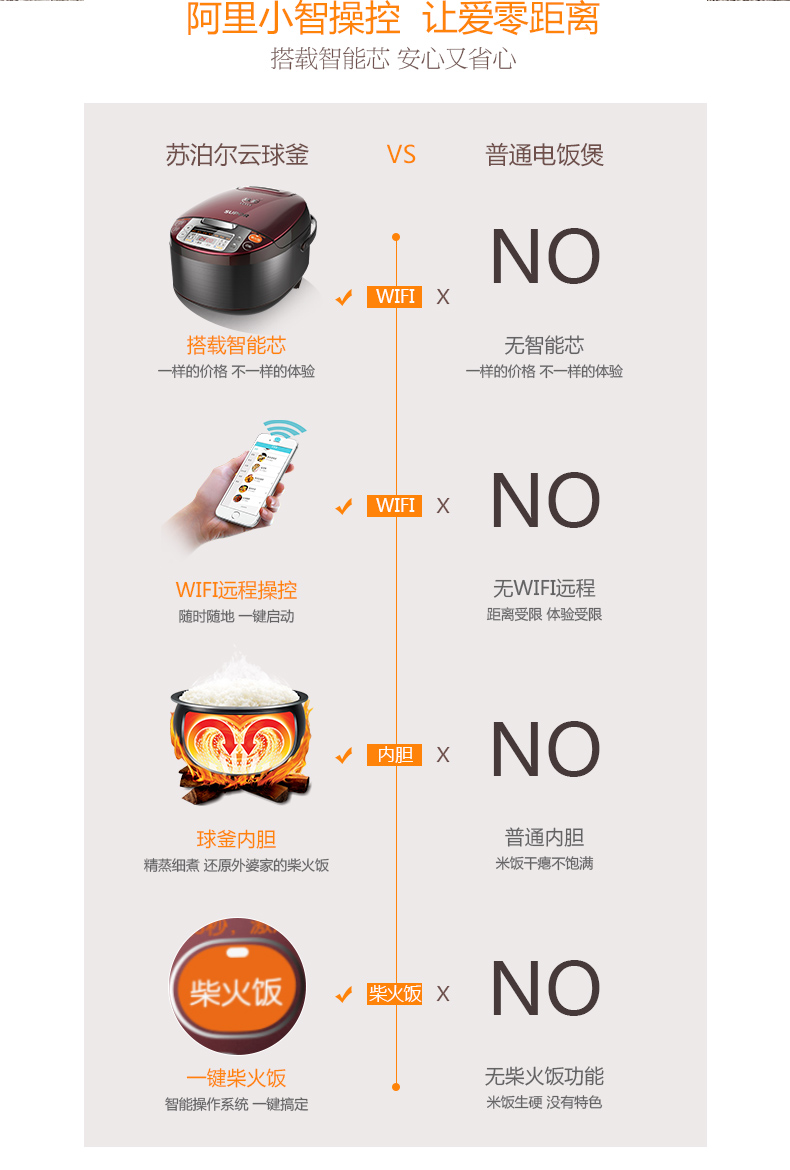 阿里小智操控 让爱零距离
搭载智能芯 安心又省心
苏泊尔云球釜 VS 普通电饭煲
NO
WIFI X
搭载智能芯
一样的价格 不一样的体验
无智能芯
一样的价格 不一样的体验
NO
WIFI X
WIFI远程操控
随时随地 一键启动
无WIFI远程
距离受限 体验受限
NO
内胆 X
球釜内胆
精蒸细煮 还原外婆家的柴火饭
普通内胆
米饭干瘪不饱满
柴火饭
NO
柴火饭 X
一键柴火饭
智能操作系统 一键搞定
无柴火饭功能
米饭生硬 没有特色